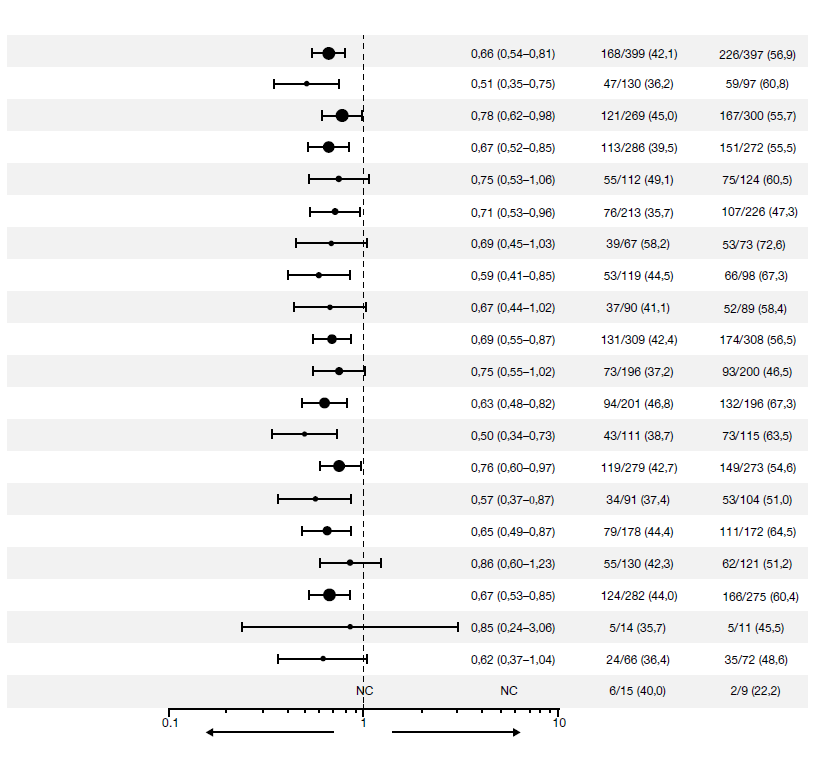 0,66 (0,54–0,81) 168/399 (42,1) 226/397 (56,9)
0,51 (0,35–0,75) 47/130 (36,2) 59/97 (60,8)
0,78 (0,62–0,98) 121/269 (45,0) 167/300 (55,7)
0,67 (0,52–0,85) 113/286 (39,5) 151/272 (55,5)
0,75 (0,53–1,06) 55/112 (49,1) 75/124 (60,5)
0,71 (0,53–0,96) 76/213 (35,7) 107/226 (47,3)
0,69 (0,45–1,03) 39/67 (58,2) 53/73 (72,6)
0,59 (0,41–0,85) 53/119 (44,5) 66/98 (67,3)
0,67 (0,44–1,02) 37/90 (41,1) 52/89 (58,4)
0,69 (0,55–0,87) 131/309 (42,4) 174/308 (56,5)
0,75 (0,55–1,02) 73/196 (37,2) 93/200 (46,5)
0,63 (0,48–0,82) 94/201 (46,8) 132/196 (67,3)
0,50 (0,34–0,73) 43/111 (38,7) 73/115 (63,5)
0,76 (0,60–0,97) 119/279 (42,7) 149/273 (54,6)
0,57 (0,37–0,87) 34/91 (37,4) 53/104 (51,0)
0,65 (0,49–0,87) 79/178 (44,4) 111/172 (64,5)
0,86 (0,60–1,23) 55/130 (42,3) 62/121 (51,2)
0,67 (0,53–0,85) 124/282 (44,0) 166/275 (60,4)
0,85 (0,24–3,06) 5/14 (35,7) 5/11 (45,5)
0,62 (0,37–1,04) 24/66 (36,4) 35/72 (48,6)
NC NC 6/15 (40,0) 2/9 (22,2)
0.1 1 10